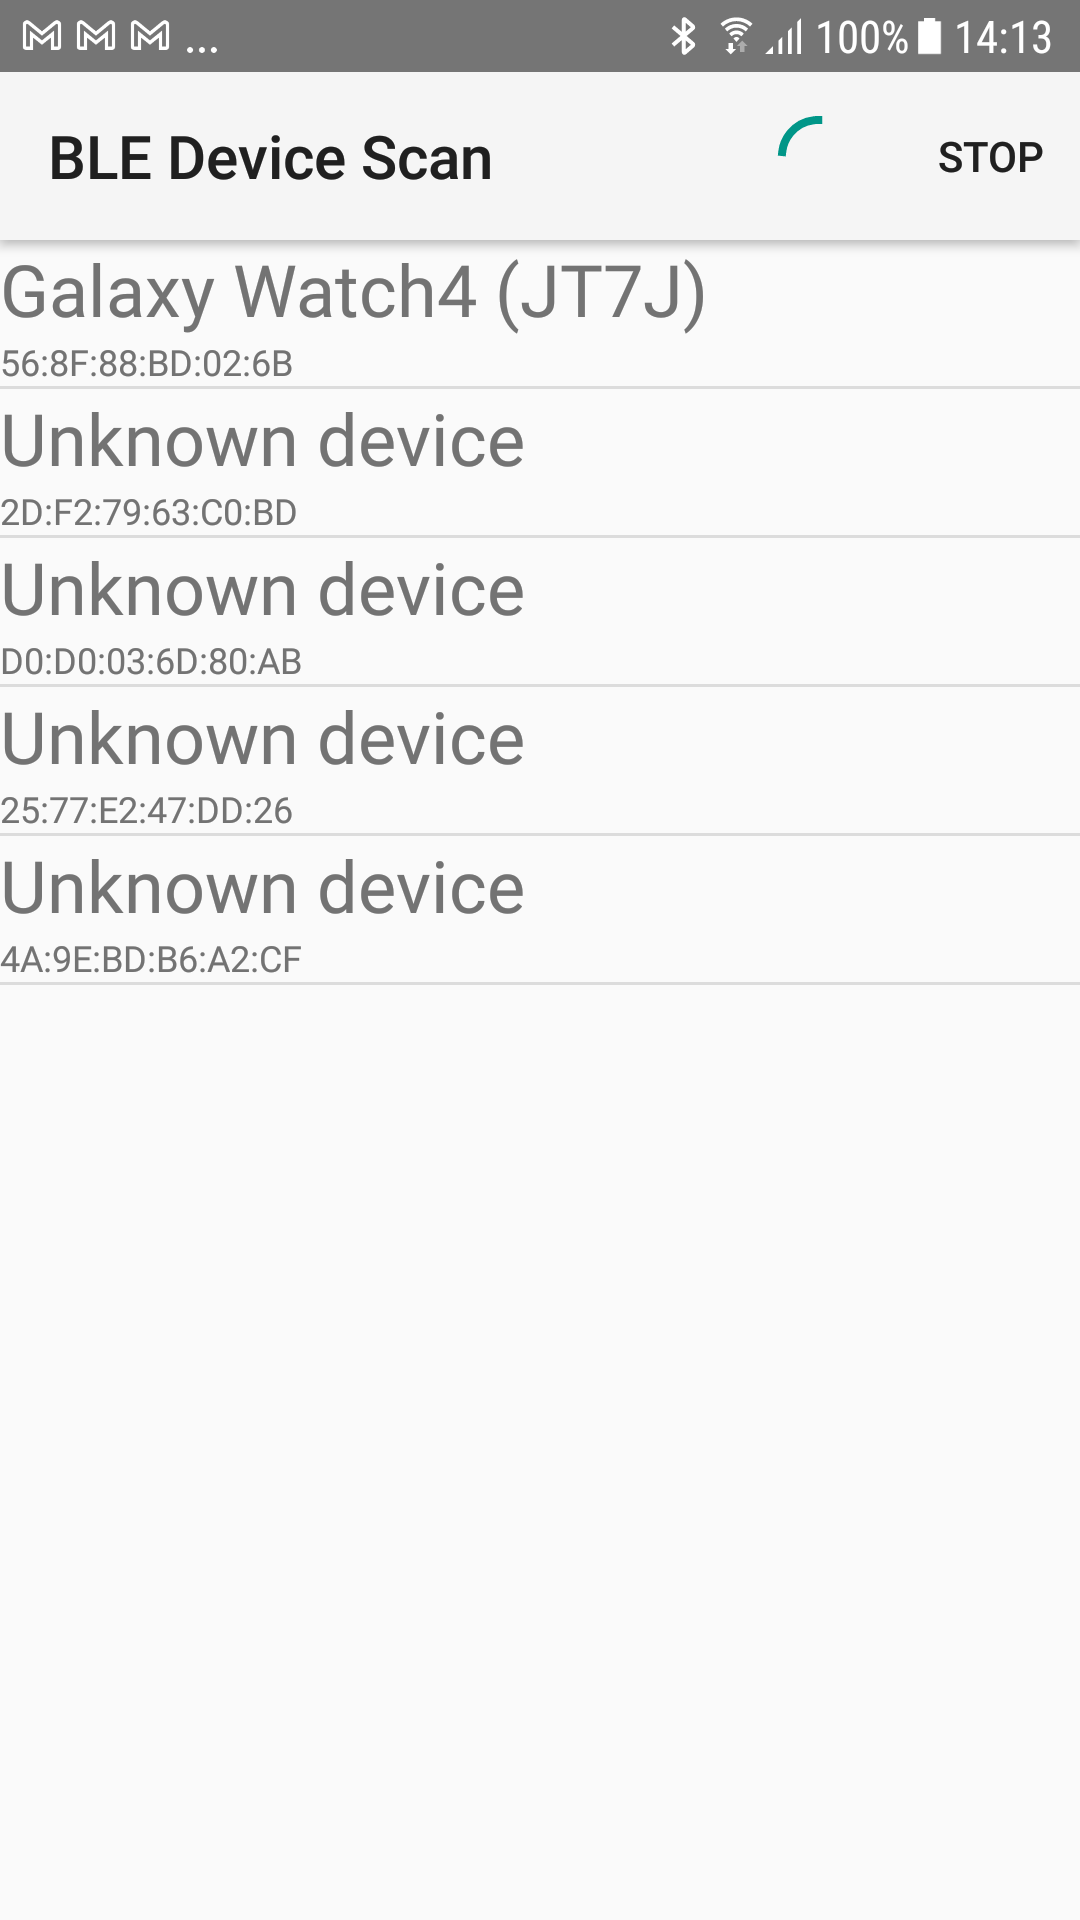 ... 100% 14:13
BLE Device Scan STOP
Galaxy Watch4 (JT7J)
56:8F:88:BD:02:6B
Unknown device
2D:F2:79:63:C0:BD
Unknown device
D0:D0:03:6D:80:AB
Unknown device
25:77:E2:47:DD:26
Unknown device
4A:9E:BD:B6:A2:CF